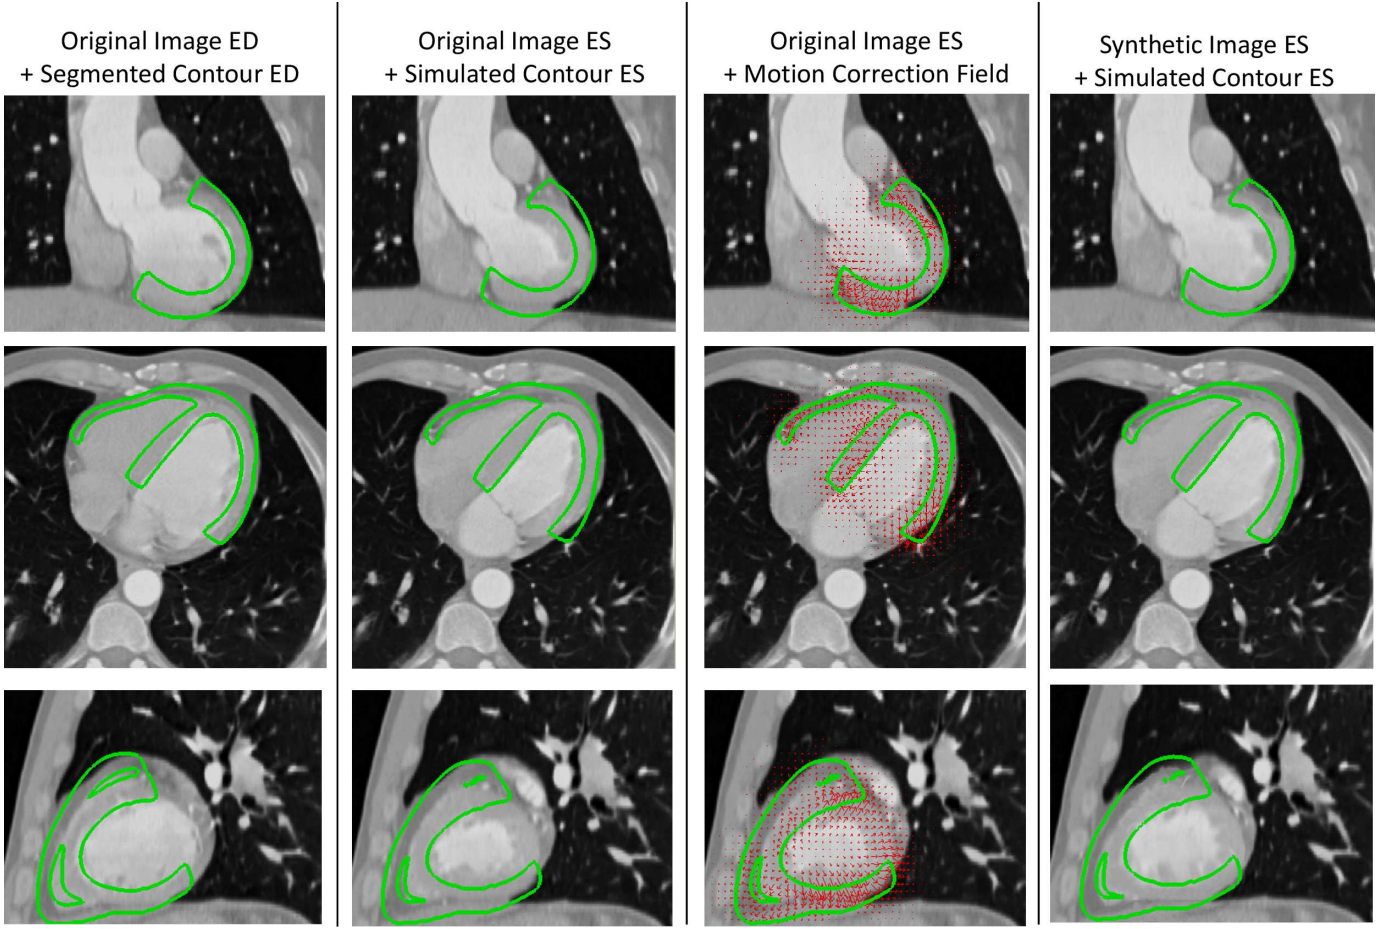 Original Image ED
+ Segmented Contour ED
Original Image ES
+ Simulated Contour ES
Original Image ES
+ Motion Correction Field
Synthetic Image ES
+ Simulated Contour ES